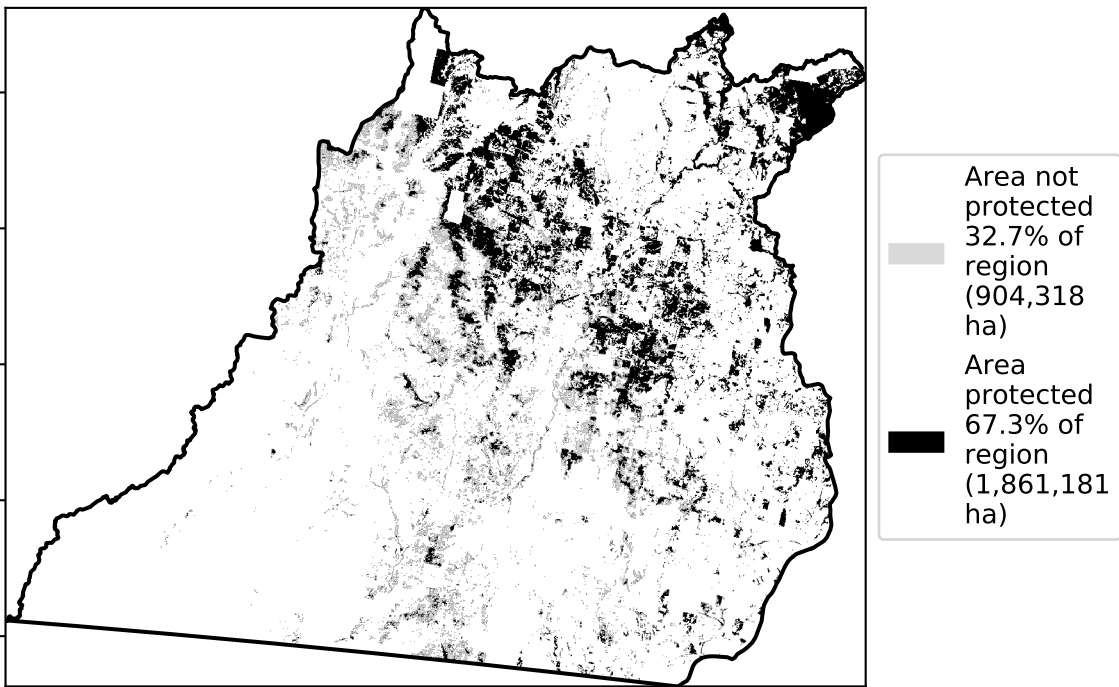 Area not
protected
32.7% of
region
(904,318
ha)
Area
protected
67.3% of
region
(1,861,181
ha)